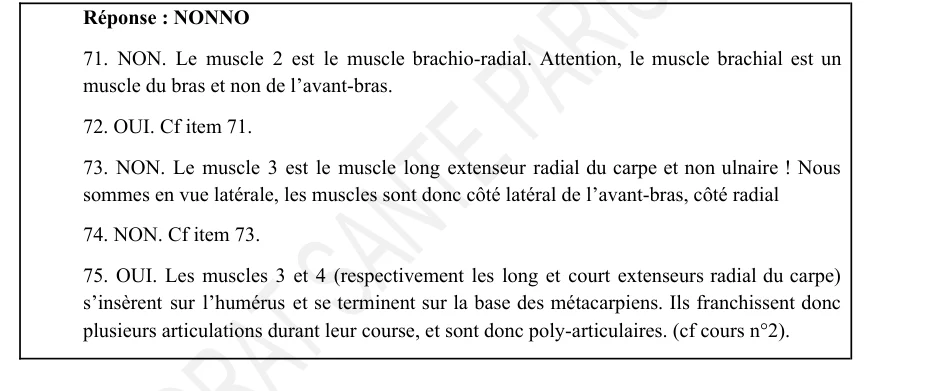 Réponse : NONNO
71. NON. Le muscle 2 est le muscle brachio-radial. Attention, le muscle brachial est un
muscle du bras et non de l’avant-bras.
72. OUI. Cf item 71.
73. NON. Le muscle 3 est le muscle long extenseur radial du carpe et non ulnaire ! Nous
sommes en vue latérale, les muscles sont donc côté latéral de l’avant-bras, côté radial
74. NON. Cf item 73.
75. OUI. Les muscles 3 et 4 (respectivement les long et court extenseurs radial du carpe)
s’insèrent sur l’humérus et se terminent sur la base des métacarpiens. Ils franchissent donc
plusieurs articulations durant leur course, et sont donc poly-articulaires. (cf cours n°2).